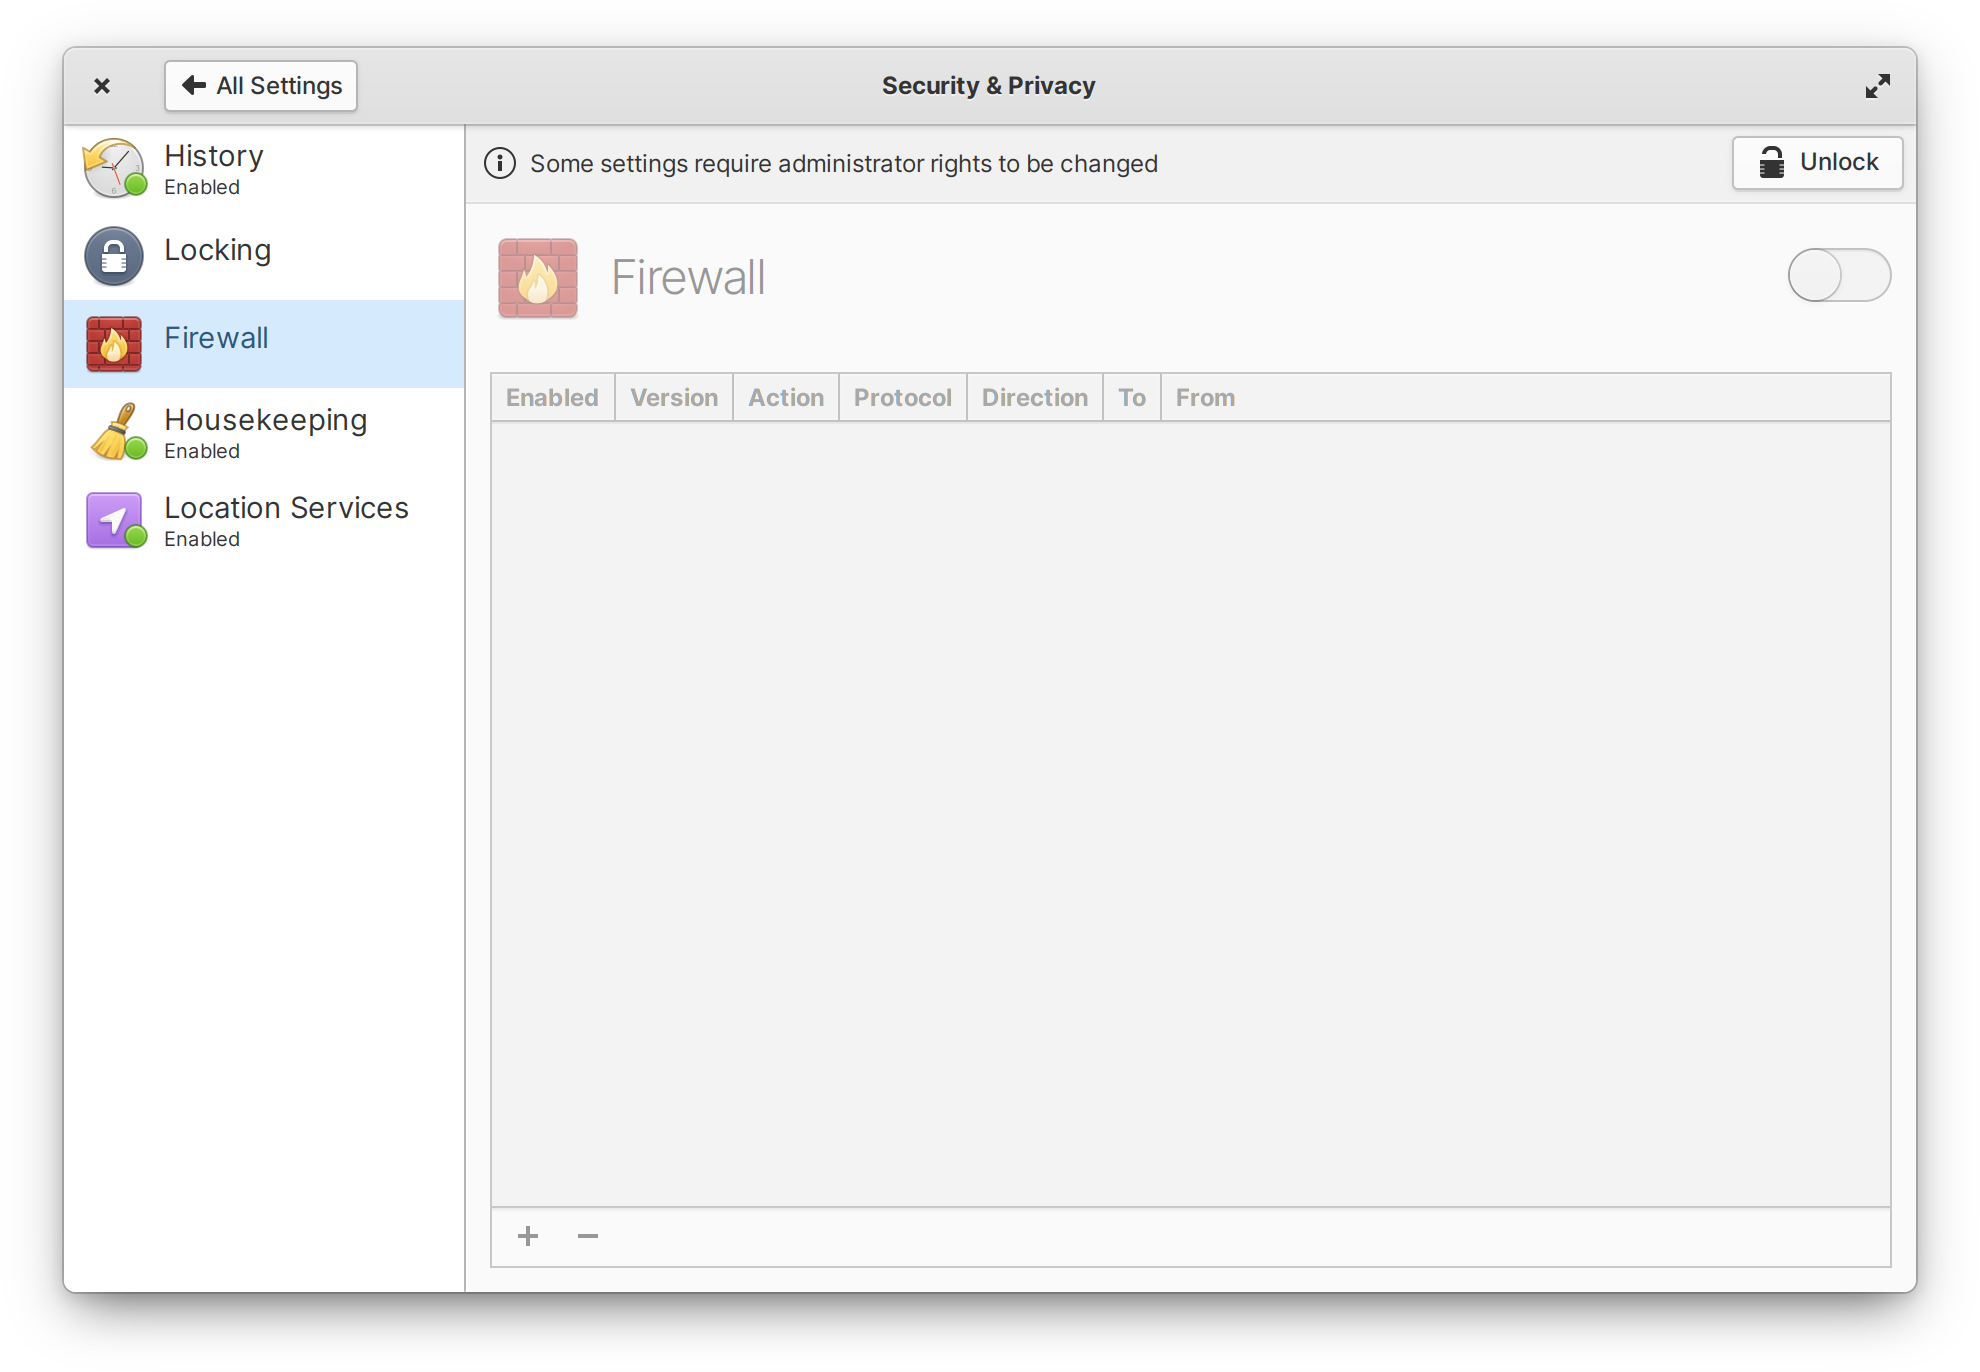 All Settings
Security & Privacy
History
Enabled
Locking
Firewall
Housekeeping
Enabled
Location Services
Enabled
Some settings require administrator rights to be changed
Unlock
Firewall
Enabled Version Action Protocol Direction To From